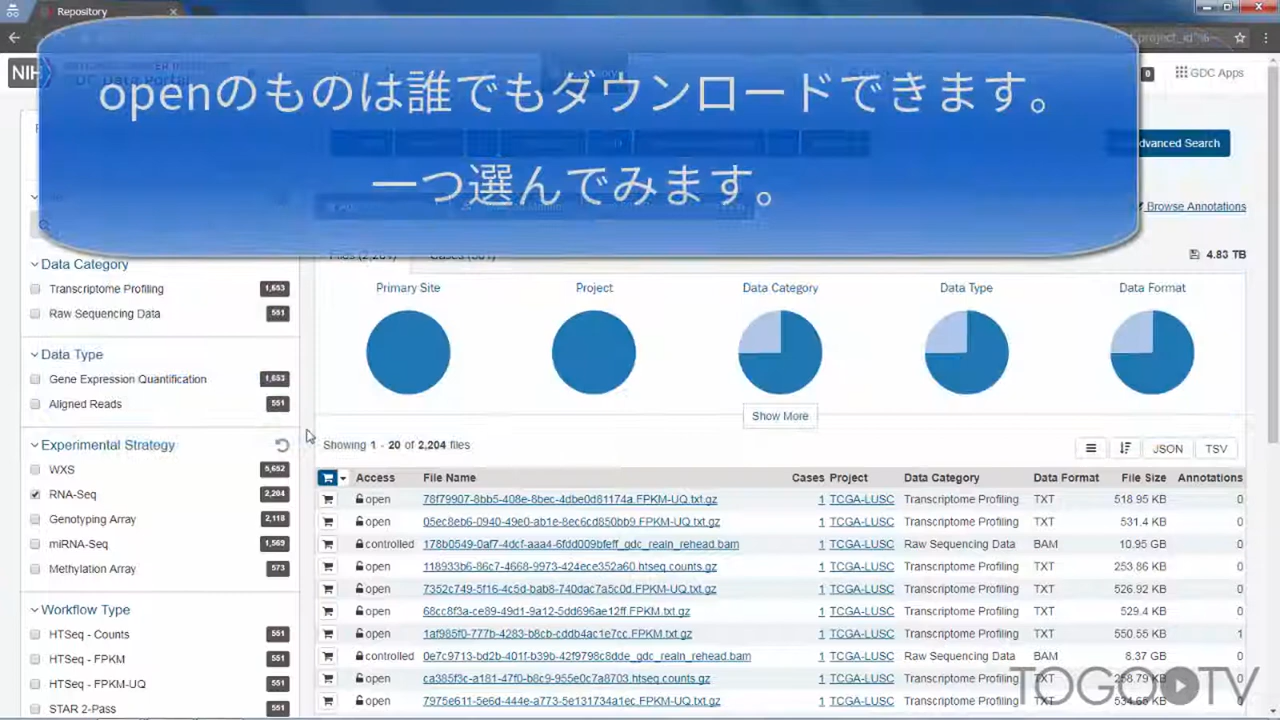 Repository
openのものは誰でもダウンロードできます。
一つ選んでみます。
NIH
0
GDC Apps
Advanced Search
Browse Annotations
4.83 TB
Data Category
Transcriptome Profiling 1,653
Raw Sequencing Data 551
Data Type
Gene Expression Quantification 1,653
Aligned Reads 551
Experimental Strategy
WXS 5,652
RNA-Seq 2,204
Genotyping Array 2,118
miRNA-Seq 1,569
Methylation Array 573
Workflow Type
HTSeq - Counts 551
HTSeq - FPKM 551
HTSeq - FPKM-UQ 551
STAR 2-Pass 551
Primary Site Project Data Category Data Type Data Format
Show More
Showing 1 - 20 of 2,204 files
JSON TSV
Access File Name Cases Project Data Category Data Format File Size Annotations
open 78f79907-8bb5-408e-8bec-4dbe0d81174a.FPKM-UQ.txt.gz 1 TCGA-LUSC Transcriptome Profiling TXT 518.95 KB 0
open 05ec8eb6-0940-49e0-ab1e-8ec6cd850bb9.FPKM-UQ.txt.gz 1 TCGA-LUSC Transcriptome Profiling TXT 531.4 KB 0
controlled 178b0549-0af7-4dcf-aaa4-6fdd009bfeff_gdc_realn_rehead.bam 1 TCGA-LUSC Raw Sequencing Data BAM 10.95 GB 0
open 118933b6-86c7-4668-9973-424ece352a60.htseq.counts.gz 1 TCGA-LUSC Transcriptome Profiling TXT 253.86 KB 0
open 7352c749-5f16-4c5d-bab8-740dac7a5c0d.FPKM-UQ.txt.gz 1 TCGA-LUSC Transcriptome Profiling TXT 526.92 KB 0
open 68cc8f3a-ce89-49d1-9a12-5dd696ae12ff.FPKM.txt.gz 1 TCGA-LUSC Transcriptome Profiling TXT 529.4 KB 0
open 1af985f0-777b-4283-b8cb-cddb4ac1e7cc.FPKM.txt.gz 1 TCGA-LUSC Transcriptome Profiling TXT 550.55 KB 1
controlled 0e7c9713-bd2b-401f-b39b-42f9798c8dde_gdc_realn_rehead.bam 1 TCGA-LUSC Raw Sequencing Data BAM 8.37 GB 0
open ca385f3c-a181-47f0-b8c9-955e0c7a8703.htseq.counts.gz 1 TCGA-LUSC Transcriptome Profiling TXT 258.79 KB
open 7975e611-5e6d-444e-a773-5e131734a1ec.FPKM-UQ.txt.gz 1 TCGA-LUSC Transcriptome Profiling TXT 534.65 KB 0
TOGO TV